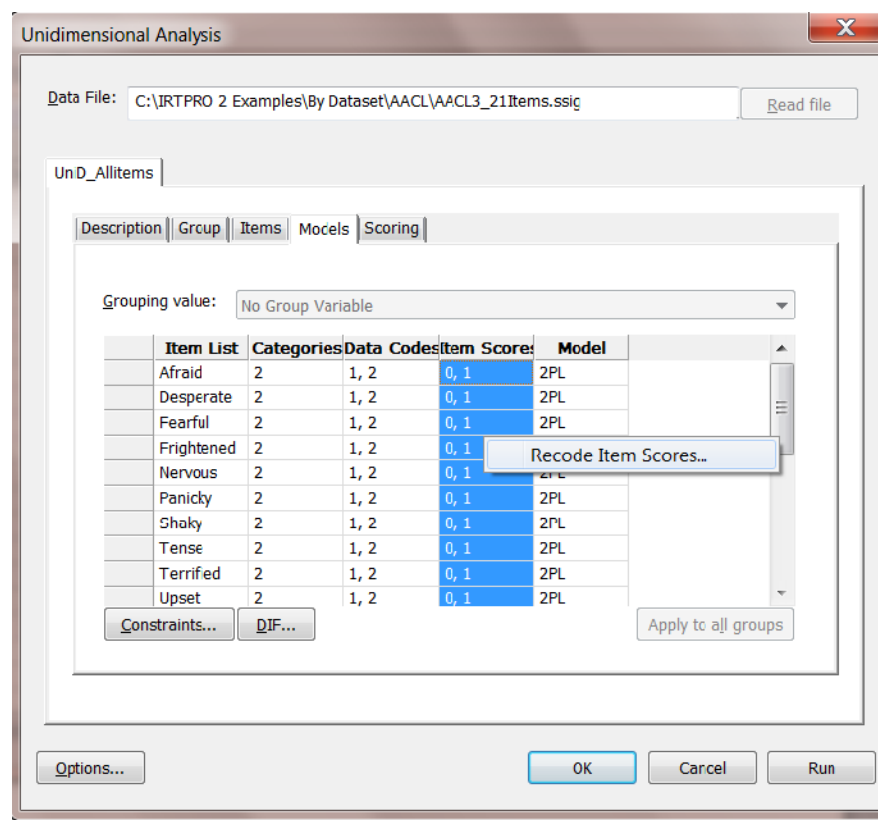 Unidimensional Analysis
X
Data File: C:\IRTPRO 2 Examples\By Dataset\AACL\AACL3_21Items.ssig Read file
UniD_Allitems
Description Group Items Models Scoring
Grouping value: No Group Variable
Item List Categories Data Codes Item Scores Model
Afraid 2 1, 2 0, 1 2PL
Desperate 2 1, 2 0, 1 2PL
Fearful 2 1, 2 0, 1 2PL
Frightened 2 1, 2 0, 1
Recode Item Scores...
Nervous 2 1, 2 0, 1 2PL
Panicky 2 1, 2 0, 1 2PL
Shaky 2 1, 2 0, 1 2PL
Tense 2 1, 2 0, 1 2PL
Terrified 2 1, 2 0, 1 2PL
Upset 2 1, 2 0, 1 2PL
Constraints... DIF... Apply to all groups
Options... OK Cancel Run